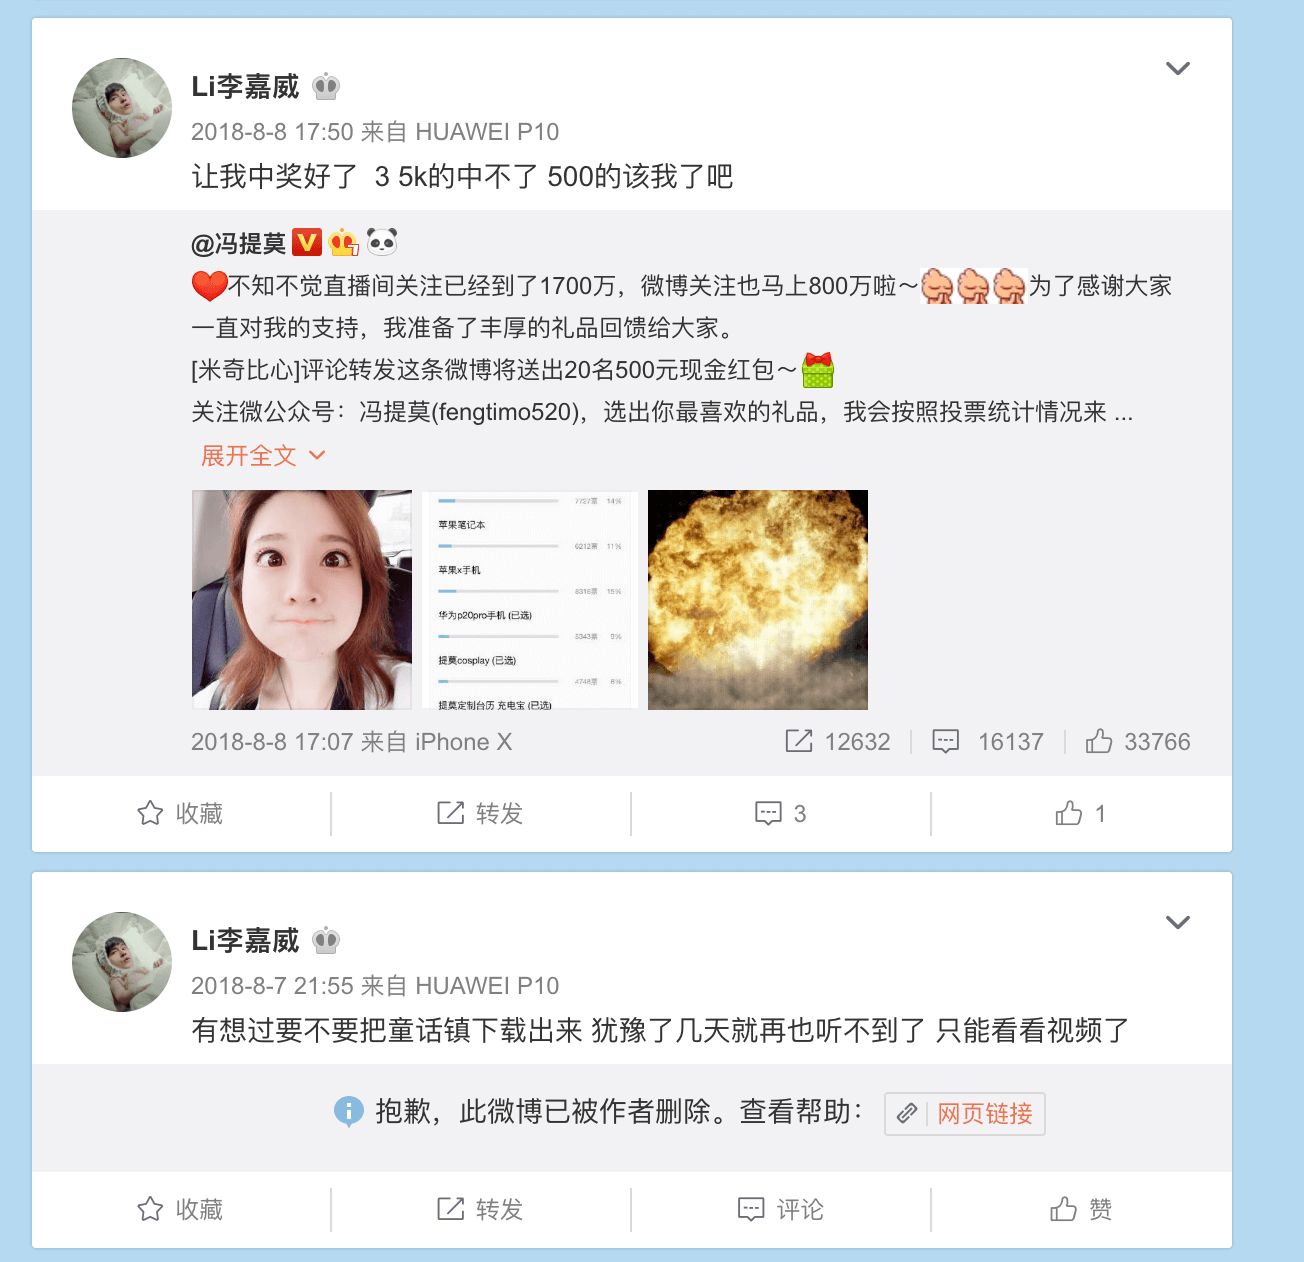 Li李嘉威
2018-8-8 17:50 来自 HUAWEI P10
让我中奖好了 3 5k的中不了 500的该我了吧
@冯提莫
不知不觉直播间关注已经到了1700万，微博关注也马上800万啦～为了感谢大家
一直对我的支持，我准备了丰厚的礼品回馈给大家。
[米奇比心]评论转发这条微博将送出20名500元现金红包～
关注微公众号：冯提莫(fengtimo520)，选出你最喜欢的礼品，我会按照投票统计情况来 ...
展开全文
7727票 14%
苹果笔记本
6212票 11%
苹果x手机
8316票 15%
华为p20pro手机 (已选)
5343票 9%
提莫cosplay (已选)
4748票 8%
提莫定制台历 充电宝 (已选)
2018-8-8 17:07 来自 iPhone X 12632 16137 33766
收藏 转发 3 1
Li李嘉威
2018-8-7 21:55 来自 HUAWEI P10
有想过要不要把童话镇下载出来 犹豫了几天就再也听不到了 只能看看视频了
抱歉，此微博已被作者删除。查看帮助： 网页链接
收藏 转发 评论 赞